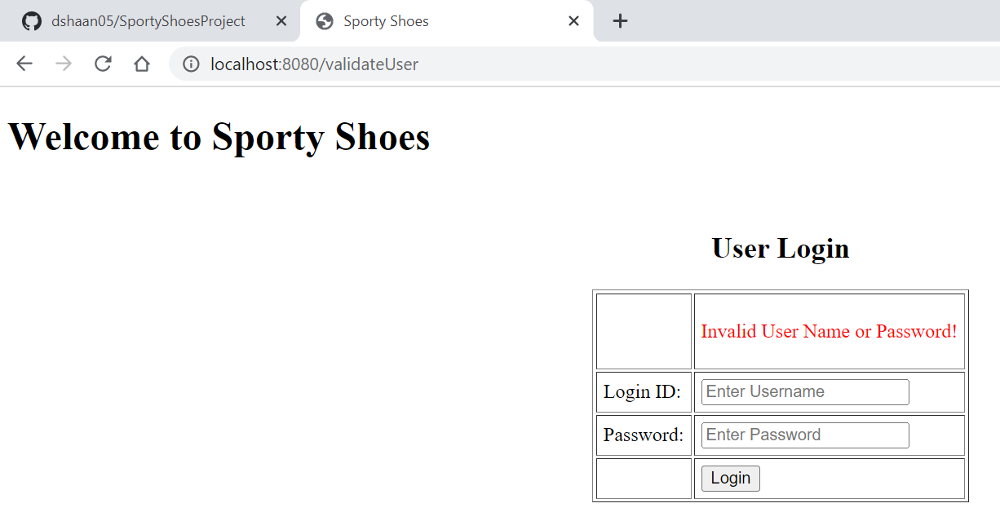 dshaan05/SportyShoesProject
Sporty Shoes
localhost:8080/validateUser
Welcome to Sporty Shoes
User Login
Invalid User Name or Password!
Login ID: Enter Username
Password: Enter Password
Login